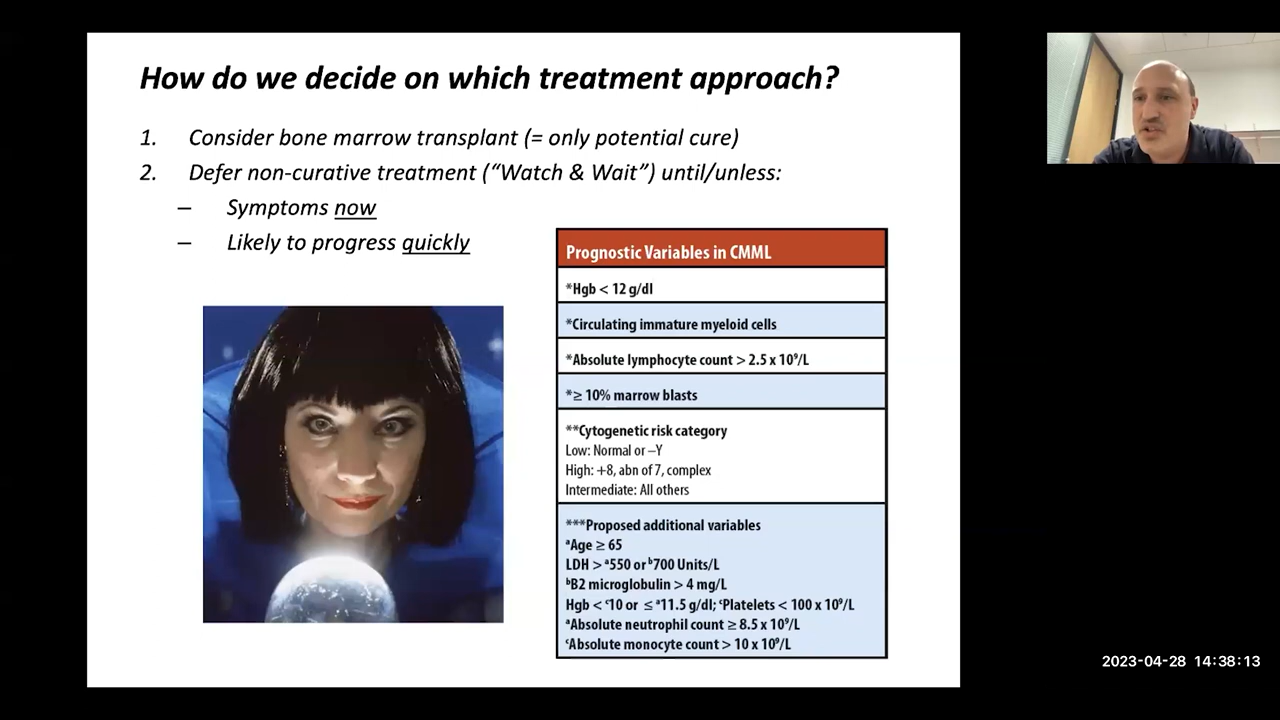 How do we decide on which treatment approach?
1. Consider bone marrow transplant (= only potential cure)
2. Defer non-curative treatment (“Watch & Wait”) until/unless:
– Symptoms now
– Likely to progress quickly
Prognostic Variables in CMML
*Hgb < 12 g/dl
*Circulating immature myeloid cells
*Absolute lymphocyte count > 2.5 x 10⁹/L
*≥ 10% marrow blasts
**Cytogenetic risk category
Low: Normal or –Y
High: +8, abn of 7, complex
Intermediate: All others
***Proposed additional variables
ᵃAge ≥ 65
LDH > ᵃ550 or ᵇ700 Units/L
ᵇB2 microglobulin > 4 mg/L
Hgb < ᶜ10 or ≤ ᵃ11.5 g/dl; ᶜPlatelets < 100 x 10⁹/L
ᵃAbsolute neutrophil count ≥ 8.5 x 10⁹/L
ᶜAbsolute monocyte count > 10 x 10⁹/L
2023-04-28 14:38:13